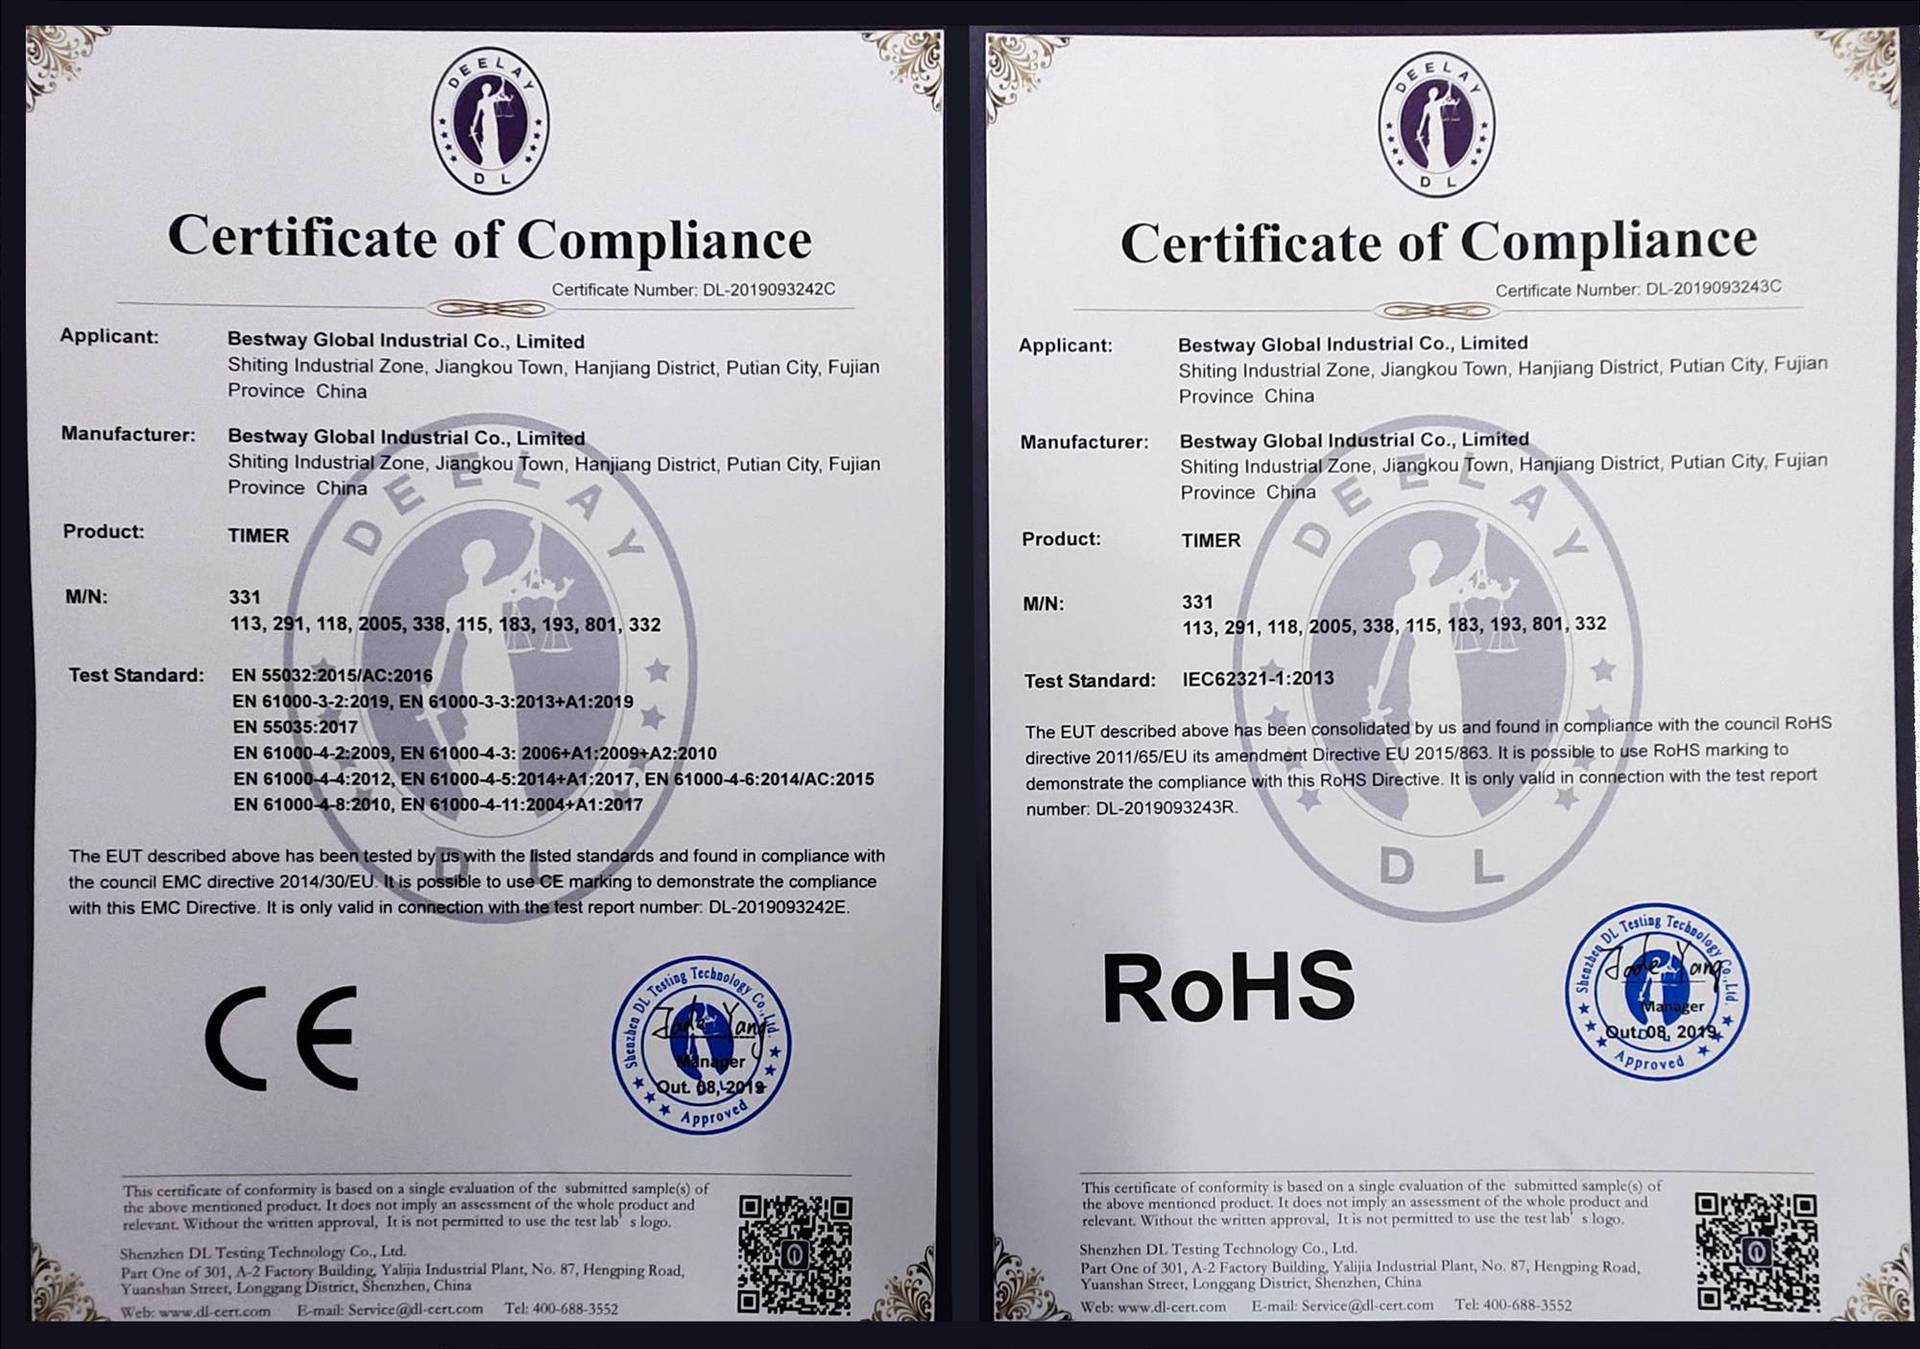 DEELAY
DL
Certificate of Compliance
Certificate Number: DL-2019093242C
Applicant: Bestway Global Industrial Co., Limited
Shiting Industrial Zone, Jiangkou Town, Hanjiang District, Putian City, Fujian
Province China
Manufacturer: Bestway Global Industrial Co., Limited
Shiting Industrial Zone, Jiangkou Town, Hanjiang District, Putian City, Fujian
Province China
Product: TIMER
M/N: 331
113, 291, 118, 2005, 338, 115, 183, 193, 801, 332
Test Standard: EN 55032:2015/AC:2016
EN 61000-3-2:2019, EN 61000-3-3:2013+A1:2019
EN 55035:2017
EN 61000-4-2:2009, EN 61000-4-3: 2006+A1:2009+A2:2010
EN 61000-4-4:2012, EN 61000-4-5:2014+A1:2017, EN 61000-4-6:2014/AC:2015
EN 61000-4-8:2010, EN 61000-4-11:2004+A1:2017
The EUT described above has been tested by us with the listed standards and found in compliance with
the council EMC directive 2014/30/EU. It is possible to use CE marking to demonstrate the compliance
with this EMC Directive. It is only valid in connection with the test report number: DL-2019093242E.
DEELAY
DL
CE
Shenzhen DL Testing Technology Co., Ltd.
Jade Yang
Manager
Out. 08, 2019
Approved
This certificate of conformity is based on a single evaluation of the submitted sample(s) of
the above mentioned product. It does not imply an assessment of the whole product and
relevant. Without the written approval, It is not permitted to use the test lab's logo.
Shenzhen DL Testing Technology Co., Ltd.
Part One of 301, A-2 Factory Building, Yalijia Industrial Plant, No. 87, Hengping Road,
Yuanshan Street, Longgang District, Shenzhen, China
Web: www.dl-cert.com E-mail: Service@dl-cert.com Tel: 400-688-3552
DEELAY
DL
Certificate of Compliance
Certificate Number: DL-2019093243C
Applicant: Bestway Global Industrial Co., Limited
Shiting Industrial Zone, Jiangkou Town, Hanjiang District, Putian City, Fujian
Province China
Manufacturer: Bestway Global Industrial Co., Limited
Shiting Industrial Zone, Jiangkou Town, Hanjiang District, Putian City, Fujian
Province China
Product: TIMER
M/N: 331
113, 291, 118, 2005, 338, 115, 183, 193, 801, 332
Test Standard: IEC62321-1:2013
The EUT described above has been consolidated by us and found in compliance with the council RoHS
directive 2011/65/EU its amendment Directive EU 2015/863. It is possible to use RoHS marking to
demonstrate the compliance with this RoHS Directive. It is only valid in connection with the test report
number: DL-2019093243R.
DEELAY
DL
RoHS
Shenzhen DL Testing Technology Co., Ltd.
Jade Yang
Manager
Out. 08, 2019
Approved
This certificate of conformity is based on a single evaluation of the submitted sample(s) of
the above mentioned product. It does not imply an assessment of the whole product and
relevant. Without the written approval, It is not permitted to use the test lab's logo.
Shenzhen DL Testing Technology Co., Ltd.
Part One of 301, A-2 Factory Building, Yalijia Industrial Plant, No. 87, Hengping Road,
Yuanshan Street, Longgang District, Shenzhen, China
Web: www.dl-cert.com E-mail: Service@dl-cert.com Tel: 400-688-3552